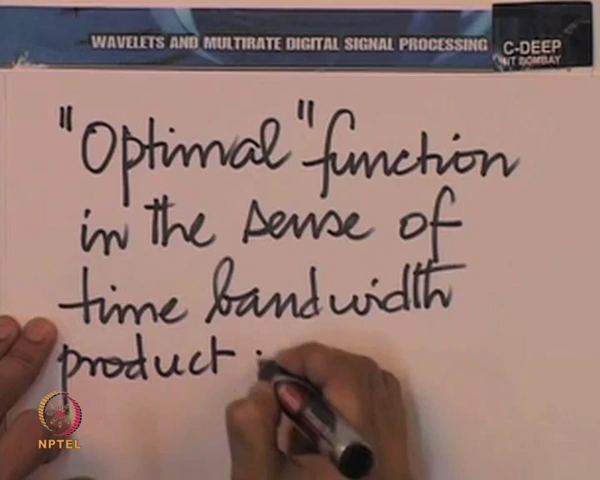 WAVELETS AND MULTIRATE DIGITAL SIGNAL PROCESSING
C-DEEP
IIT BOMBAY
"Optimal" function
in the sense of
time bandwidth
product :
NPTEL